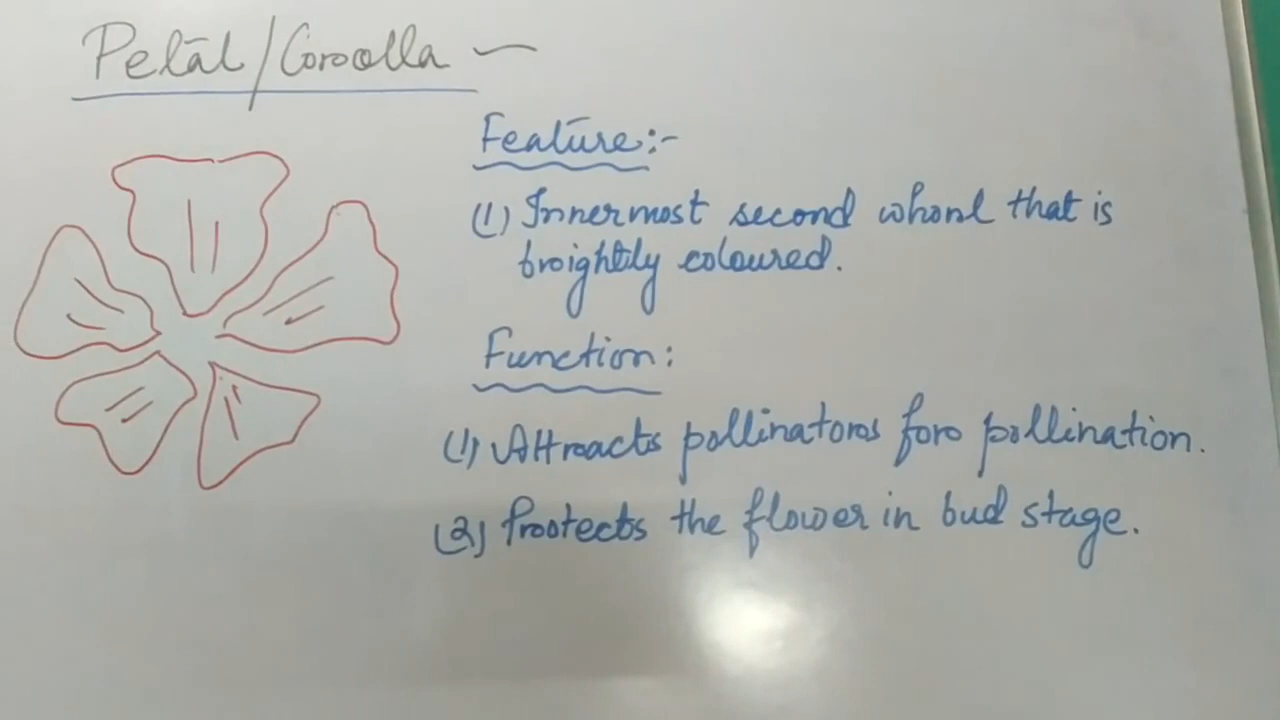 Petal/Corolla —
Feature:-
(1) Innermost second whorl that is
brightly coloured.
Function:
(1) Attracts pollinators for pollination.
(2) Protects the flower in bud stage.